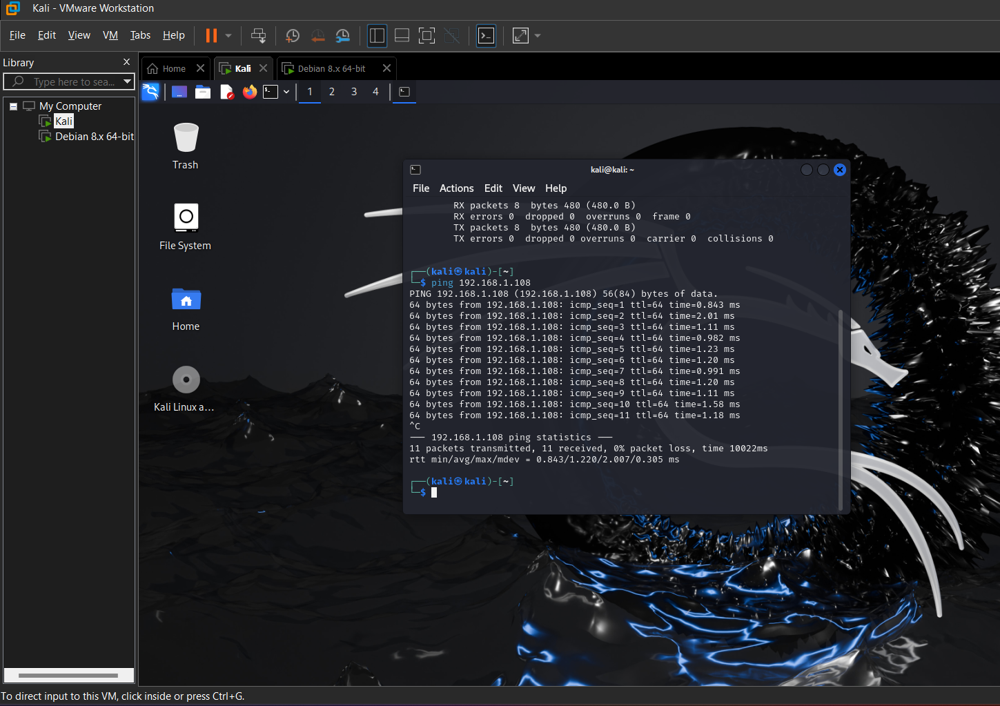 Kali - VMware Workstation
File Edit View VM Tabs Help
Library
Type here to sea...
My Computer
Kali
Debian 8.x 64-bit
Home
Kali
Debian 8.x 64-bit
1 2 3 4
Trash
File System
Home
Kali Linux a...
kali@kali: ~
File Actions Edit View Help
RX packets 8  bytes 480 (480.0 B)
RX errors 0  dropped 0  overruns 0  frame 0
TX packets 8  bytes 480 (480.0 B)
TX errors 0  dropped 0 overruns 0  carrier 0  collisions 0
┌──(kali㉿kali)-[~]
└─$ ping 192.168.1.108
PING 192.168.1.108 (192.168.1.108) 56(84) bytes of data.
64 bytes from 192.168.1.108: icmp_seq=1 ttl=64 time=0.843 ms
64 bytes from 192.168.1.108: icmp_seq=2 ttl=64 time=2.01 ms
64 bytes from 192.168.1.108: icmp_seq=3 ttl=64 time=1.11 ms
64 bytes from 192.168.1.108: icmp_seq=4 ttl=64 time=0.982 ms
64 bytes from 192.168.1.108: icmp_seq=5 ttl=64 time=1.23 ms
64 bytes from 192.168.1.108: icmp_seq=6 ttl=64 time=1.20 ms
64 bytes from 192.168.1.108: icmp_seq=7 ttl=64 time=0.991 ms
64 bytes from 192.168.1.108: icmp_seq=8 ttl=64 time=1.20 ms
64 bytes from 192.168.1.108: icmp_seq=9 ttl=64 time=1.11 ms
64 bytes from 192.168.1.108: icmp_seq=10 ttl=64 time=1.58 ms
64 bytes from 192.168.1.108: icmp_seq=11 ttl=64 time=1.18 ms
^C
--- 192.168.1.108 ping statistics ---
11 packets transmitted, 11 received, 0% packet loss, time 10022ms
rtt min/avg/max/mdev = 0.843/1.220/2.007/0.305 ms
┌──(kali㉿kali)-[~]
└─$
To direct input to this VM, click inside or press Ctrl+G.